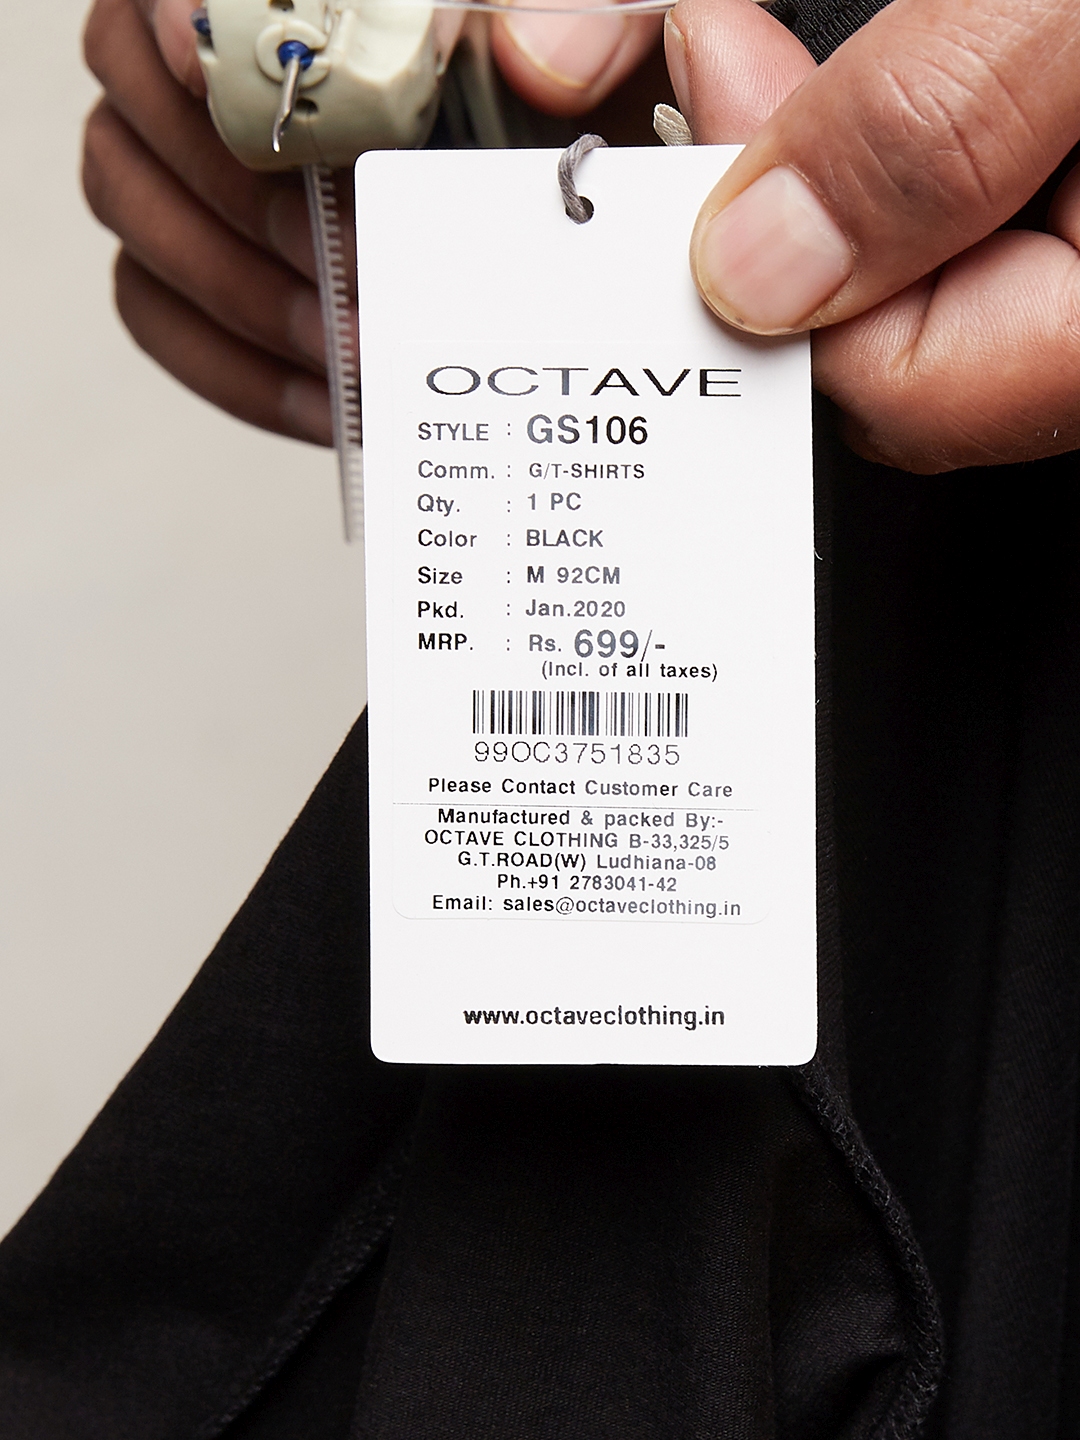 OCTAVE
STYLE : GS106
Comm. : G/T-SHIRTS
Qty. : 1 PC
Color : BLACK
Size : M 92CM
Pkd. : Jan.2020
MRP. : Rs. 699/-
(Incl. of all taxes)
99OC3751835
Please Contact Customer Care
Manufactured & packed By:-
OCTAVE CLOTHING B-33,325/5
G.T.ROAD(W) Ludhiana-08
Ph.+91 2783041-42
Email: sales@octaveclothing.in
www.octaveclothing.in